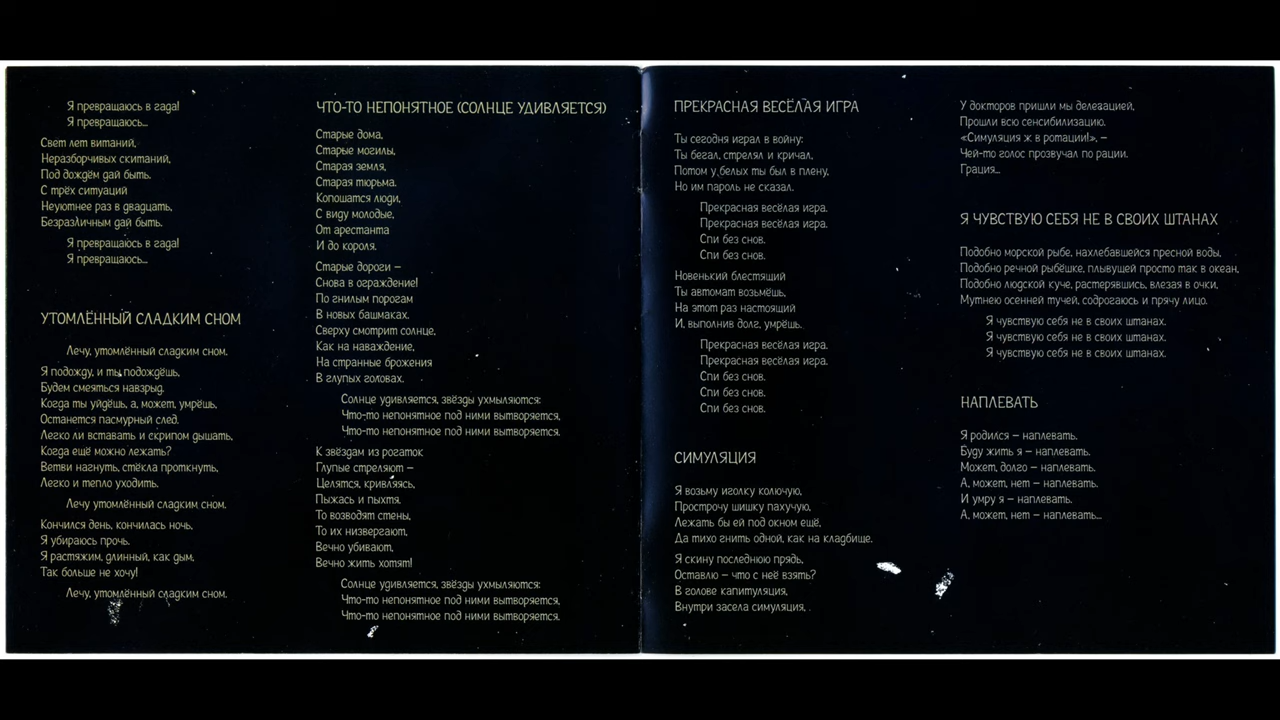 Я превращаюсь в гада!
Я превращаюсь...
Свет лет витаний,
Неразборчивых скитаний,
Под дождём дай быть.
С трёх ситуаций
Неуютнее раз в двадцать,
Безразличным дай быть.
Я превращаюсь в гада!
Я превращаюсь...
УТОМЛЁННЫЙ СЛАДКИМ СНОМ
Лечу, утомлённый сладким сном.
Я подожду, и ты подождёшь,
Будем смеяться навзрыд.
Когда ты уйдёшь, а, может, умрёшь,
Останется пасмурный след.
Легко ли вставать и скрипом дышать,
Когда ещё можно лежать?
Ветви нагнуть, стёкла проткнуть,
Легко и тепло уходить.
Лечу утомлённый сладким сном.
Кончился день, кончилась ночь,
Я убираюсь прочь.
Я растяжим, длинный, как дым,
Так больше не хочу!
Лечу, утомлённый сладким сном.
ЧТО-ТО НЕПОНЯТНОЕ (СОЛНЦЕ УДИВЛЯЕТСЯ)
Старые дома,
Старые могилы,
Старая земля,
Старая тюрьма.
Копошатся люди,
С виду молодые,
От арестанта
И до короля.
Старые дороги –
Снова в ограждение!
По гнилым порогам
В новых башмаках.
Сверху смотрит солнце,
Как на наваждение,
На странные брожения
В глупых головах.
Солнце удивляется, звёзды ухмыляются:
Что-то непонятное под ними вытворяется,
Что-то непонятное под ними вытворяется.
К звёздам из рогаток
Глупые стреляют –
Целятся, кривляясь,
Пыжась и пыхтя.
То возводят стены,
То их низвергают,
Вечно убивают,
Вечно жить хотят!
Солнце удивляется, звёзды ухмыляются:
Что-то непонятное под ними вытворяется,
Что-то непонятное под ними вытворяется.
ПРЕКРАСНАЯ ВЕСЁЛАЯ ИГРА
Ты сегодня играл в войну:
Ты бегал, стрелял и кричал,
Потом у белых ты был в плену,
Но им пароль не сказал.
Прекрасная весёлая игра.
Прекрасная весёлая игра.
Спи без снов.
Спи без снов.
Новенький блестящий
Ты автомат возьмёшь,
На этот раз настоящий
И, выполнив долг, умрёшь.
Прекрасная весёлая игра.
Прекрасная весёлая игра.
Спи без снов.
Спи без снов.
Спи без снов.
СИМУЛЯЦИЯ
Я возьму иголку колючую,
Прострочу шишку пахучую,
Лежать бы ей под окном ещё,
Да тихо гнить одной, как на кладбище.
Я скину последнюю прядь,
Оставлю – что с неё взять?
В голове капитуляция,
Внутри засела симуляция,
У докторов пришли мы делегацией,
Прошли всю сенсибилизацию.
«Симуляция ж в ротации!», –
Чей-то голос прозвучал по рации.
Грация...
Я ЧУВСТВУЮ СЕБЯ НЕ В СВОИХ ШТАНАХ
Подобно морской рыбе, нахлебавшейся пресной воды,
Подобно речной рыбёшке, плывущей просто так в океан,
Подобно людской куче, растерявшись, влезая в очки,
Мутнею осенней тучей, содрогаюсь и прячу лицо.
Я чувствую себя не в своих штанах.
Я чувствую себя не в своих штанах.
Я чувствую себя не в своих штанах.
НАПЛЕВАТЬ
Я родился – наплевать.
Буду жить я – наплевать.
Может, долго – наплевать.
А, может, нет – наплевать.
И умру я – наплевать.
А, может, нет – наплевать...